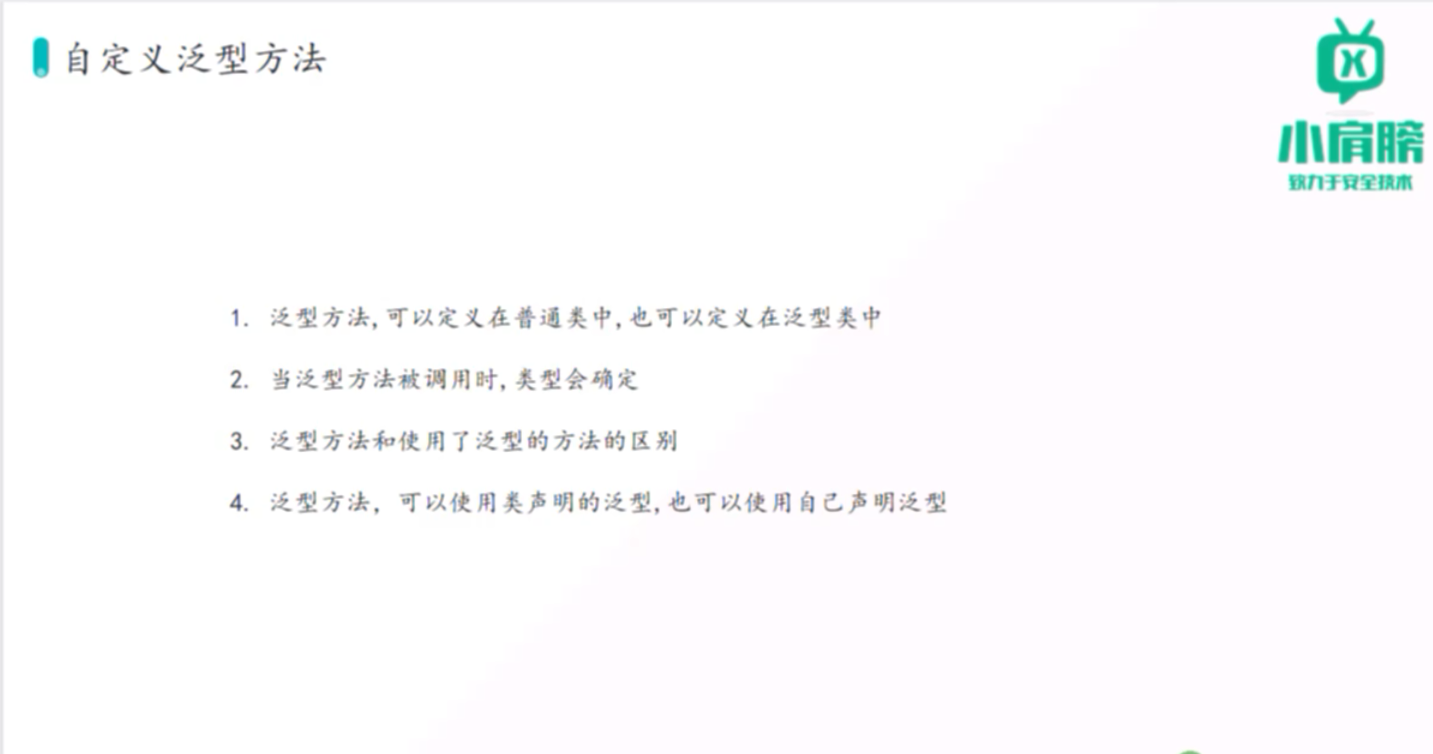 自定义泛型方法
小肩膀
致力于安全技术
1. 泛型方法,可以定义在普通类中,也可以定义在泛型类中
2. 当泛型方法被调用时,类型会确定
3. 泛型方法和使用了泛型的方法的区别
4. 泛型方法，可以使用类声明的泛型,也可以使用自己声明泛型